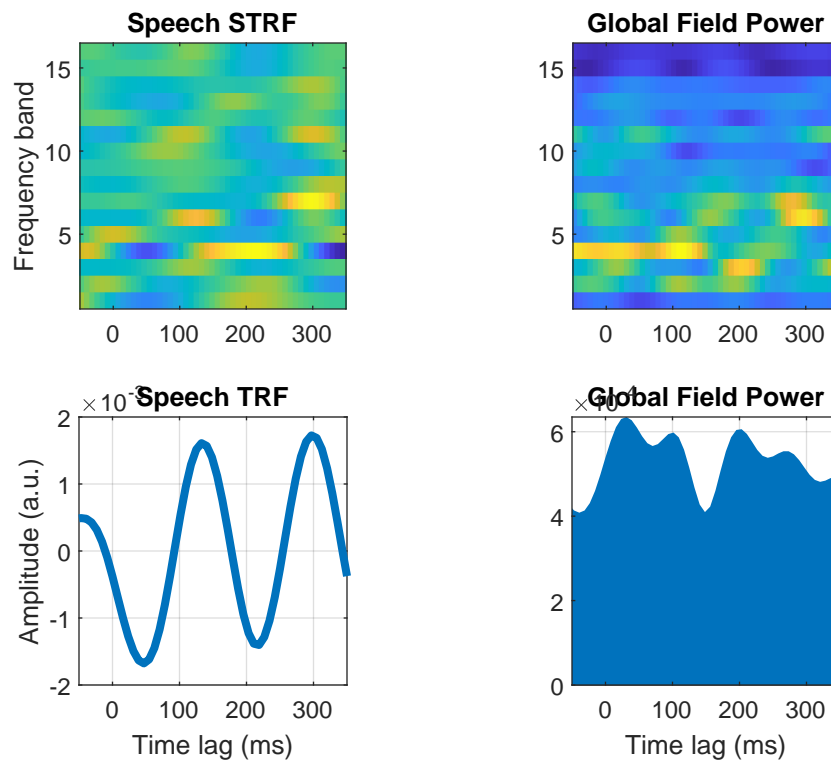 Speech STRF
Global Field Power
15
10
5
Frequency band
0 100 200 300
15
10
5
0 100 200 300
× 10⁻³
Speech TRF
Global Field Power
2
1
0
-1
-2
Amplitude (a.u.)
0 100 200 300
Time lag (ms)
6
4
2
0
0 100 200 300
Time lag (ms)